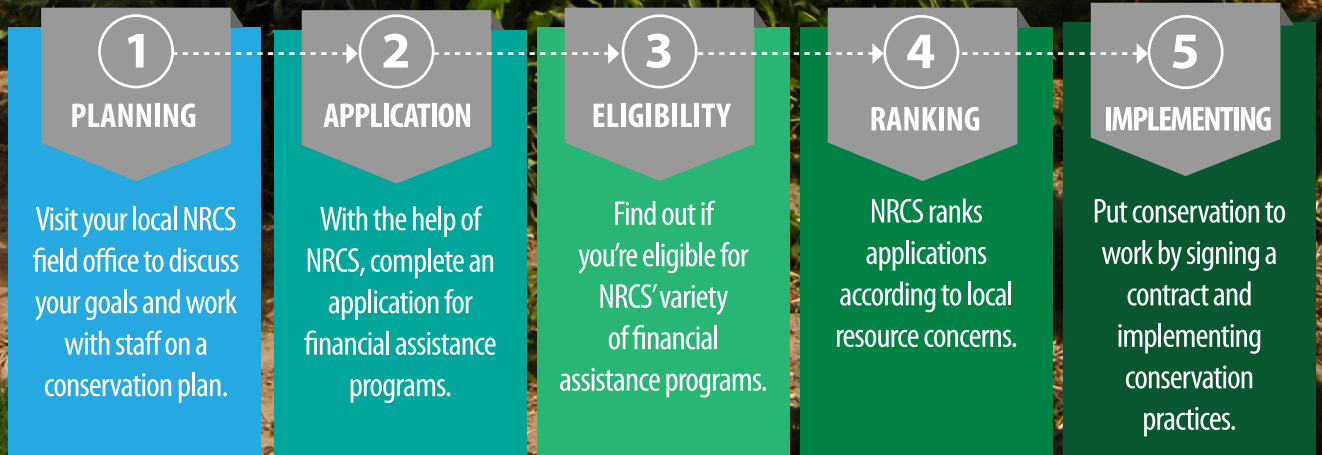 1
PLANNING
Visit your local NRCS
field office to discuss
your goals and work
with staff on a
conservation plan.
2
APPLICATION
With the help of
NRCS, complete an
application for
financial assistance
programs.
3
ELIGIBILITY
Find out if
you’re eligible for
NRCS’ variety
of financial
assistance programs.
4
RANKING
NRCS ranks
applications
according to local
resource concerns.
5
IMPLEMENTING
Put conservation to
work by signing a
contract and
implementing
conservation
practices.